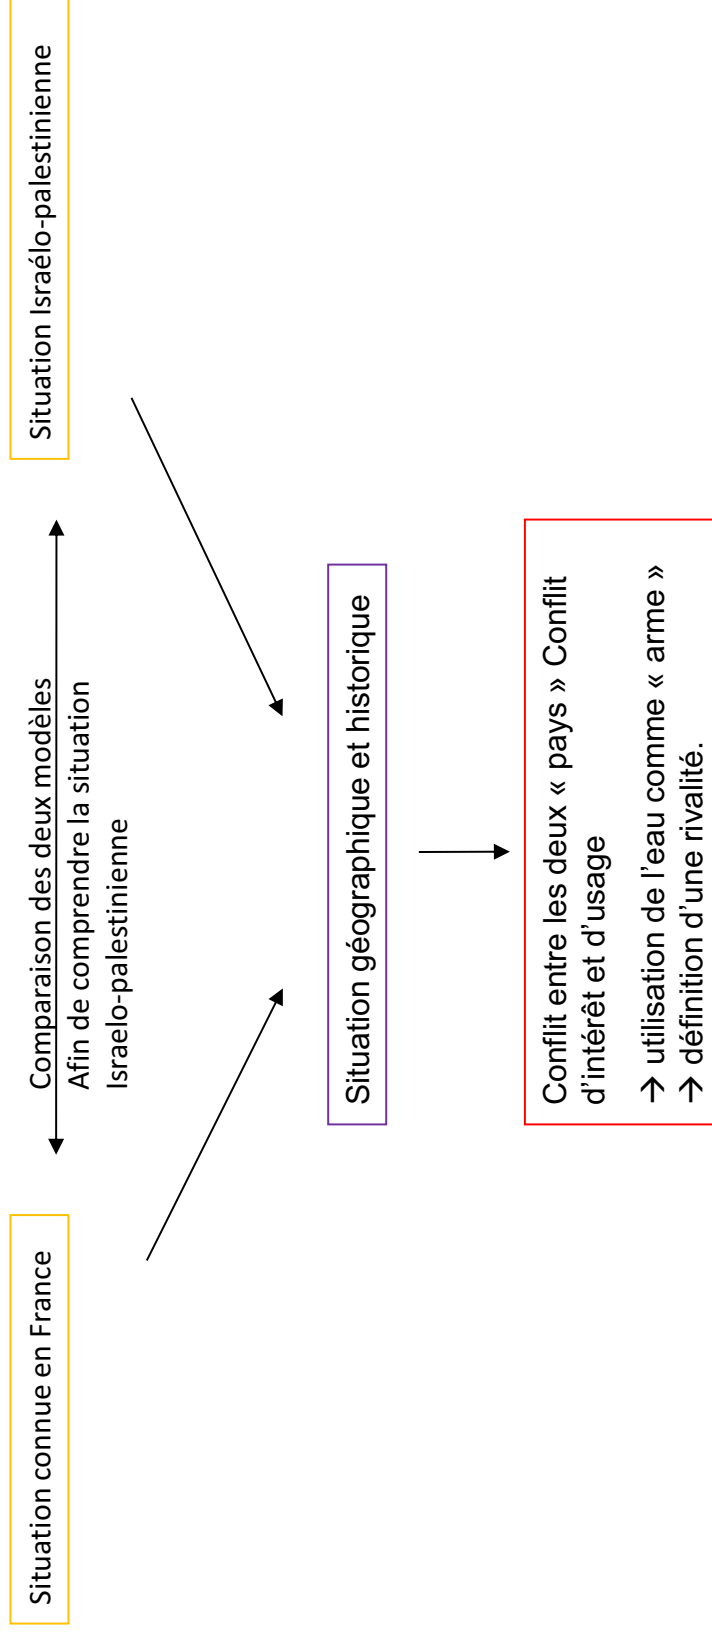 Situation connue en France
Comparaison des deux modèles
Afin de comprendre la situation
Israelo-palestinienne
Situation Israélo-palestinienne
Situation géographique et historique
Conflit entre les deux « pays » Conflit
d'intérêt et d'usage
→ utilisation de l'eau comme « arme »
→ définition d'une rivalité.